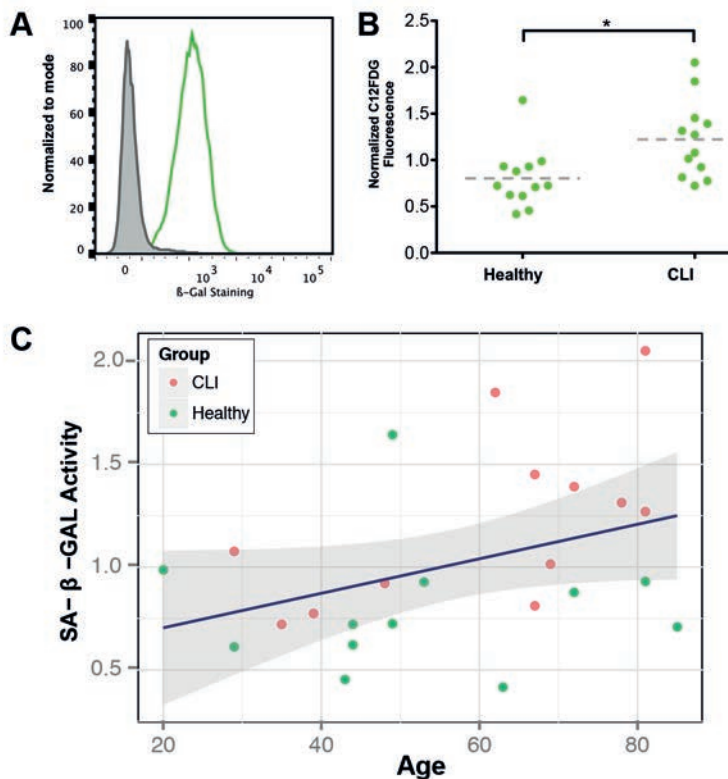 A
Normalized to mode
100
80
60
40
20
0
0 10³ 10⁴ 10⁵
ß-Gal Staining
B
Normalized C12FDG
Fluorescence
2.5
2.0
1.5
1.0
0.5
0.0
*
Healthy CLI
C
SA- β -GAL Activity
2.0
1.5
1.0
0.5
Group
CLI
Healthy
20 40 60 80
Age